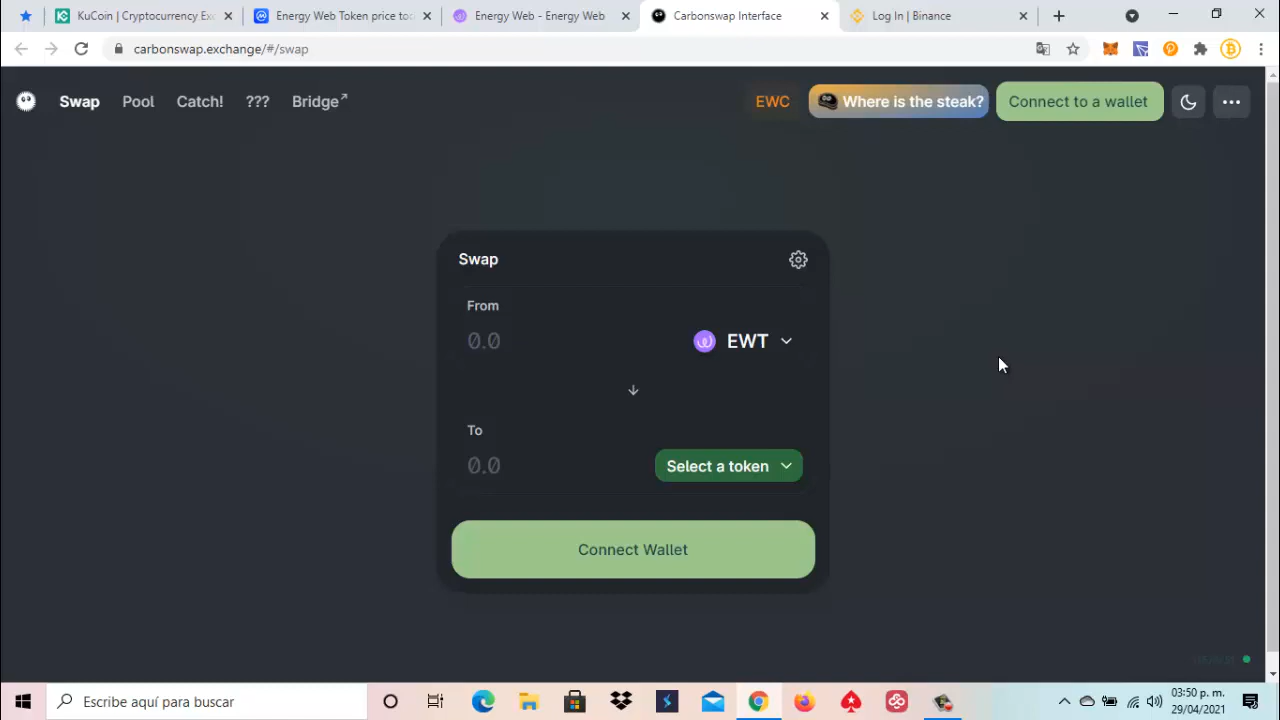 KuCoin | Cryptocurrency Exc
Energy Web Token price toc
Energy Web - Energy Web
Carbonswap Interface
Log In | Binance
carbonswap.exchange/#/swap
Swap
Pool
Catch!
???
Bridge↗
EWC
Where is the steak?
Connect to a wallet
Swap
From
0.0
EWT
To
0.0
Select a token
Connect Wallet
Escribe aquí para buscar
03:50 p. m.
29/04/2021